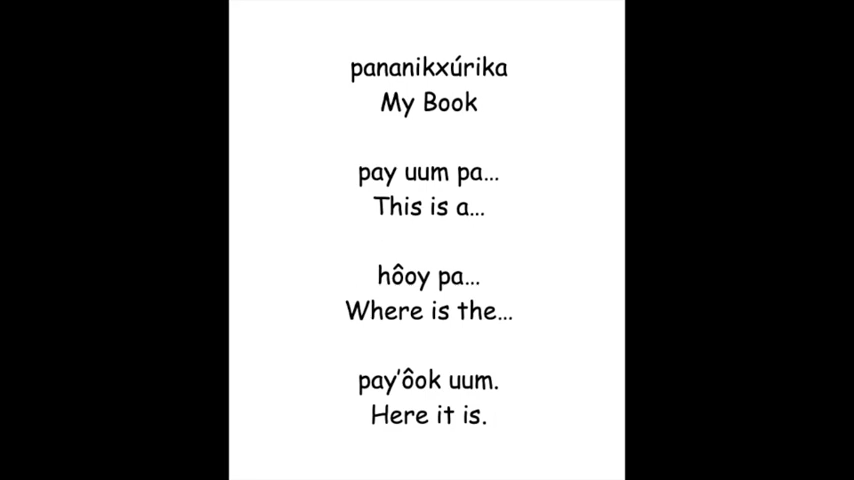 pananikxúrika
My Book
pay uum pa...
This is a...
hôoy pa...
Where is the...
pay'ôok uum.
Here it is.